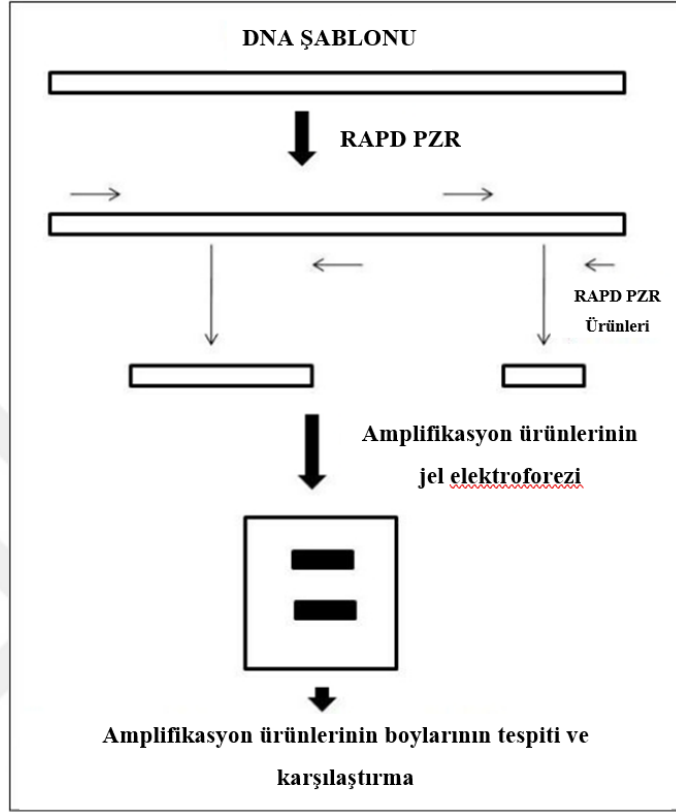 DNA ŞABLONU
RAPD PZR
RAPD PZR
Ürünleri
Amplifikasyon ürünlerinin
jel elektroforezi
Amplifikasyon ürünlerinin boylarının tespiti ve
karşılaştırma